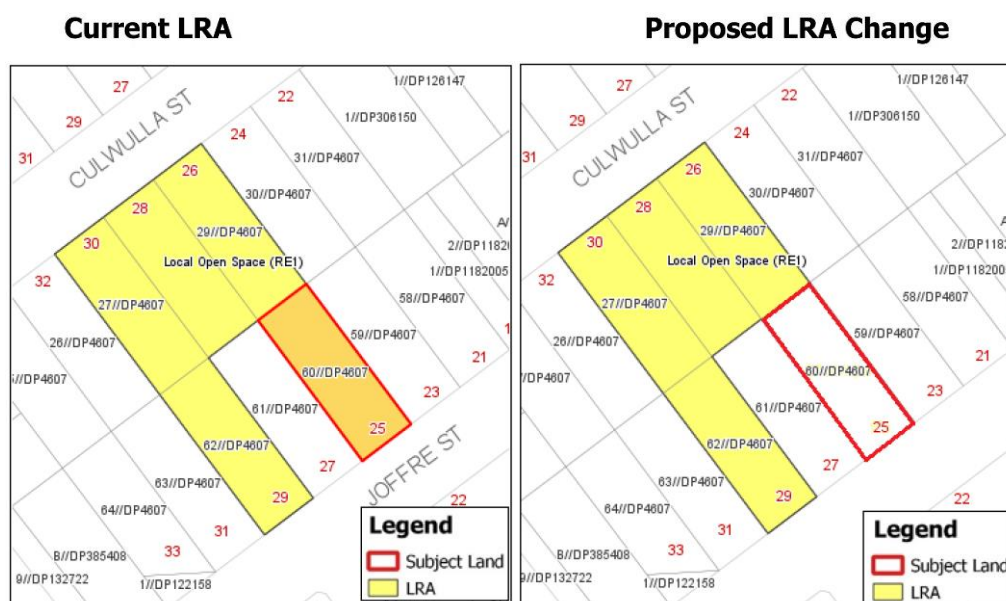 Current LRA
Proposed LRA Change
27
29
31
CULWULLA ST
22
1//DP126147
1//DP306150
24
31//DP4607
26
30//DP4607
28
29//DP4607
30
Local Open Space (RE1)
32
27//DP4607
26//DP4607
A/
2//DP1182
1//DP1182005
58//DP4607
59//DP4607
21
60//DP4607
23
61//DP4607
25
62//DP4607
27
JOFFRE ST
63//DP4607
29
22
64//DP4607
31
B//DP385408
33
9//DP132722
1//DP122158
Legend
Subject Land
LRA
27
29
31
CULWULLA ST
22
1//DP126147
1//DP306150
24
31//DP4607
26
30//DP4607
28
29//DP4607
30
Local Open Space (RE1)
32
27//DP4607
26//DP4607
A/
2//DP1182
1//DP118200
58//DP4607
59//DP4607
21
60//DP4607
23
61//DP4607
25
62//DP4607
27
63//DP4607
29
22
64//DP4607
31
B//DP385408
33
9//DP132722
1//DP122158
Legend
Subject Land
LRA